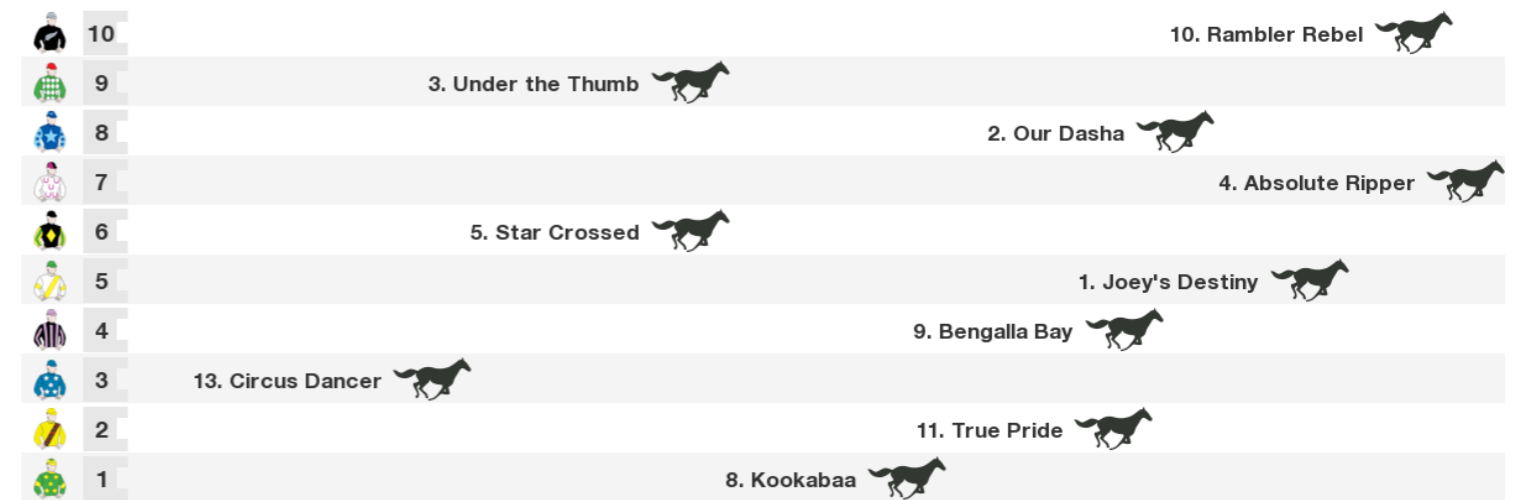 10 10. Rambler Rebel
9 3. Under the Thumb
8 2. Our Dasha
7 4. Absolute Ripper
6 5. Star Crossed
5 1. Joey's Destiny
4 9. Bengalla Bay
3 13. Circus Dancer
2 11. True Pride
1 8. Kookabaa